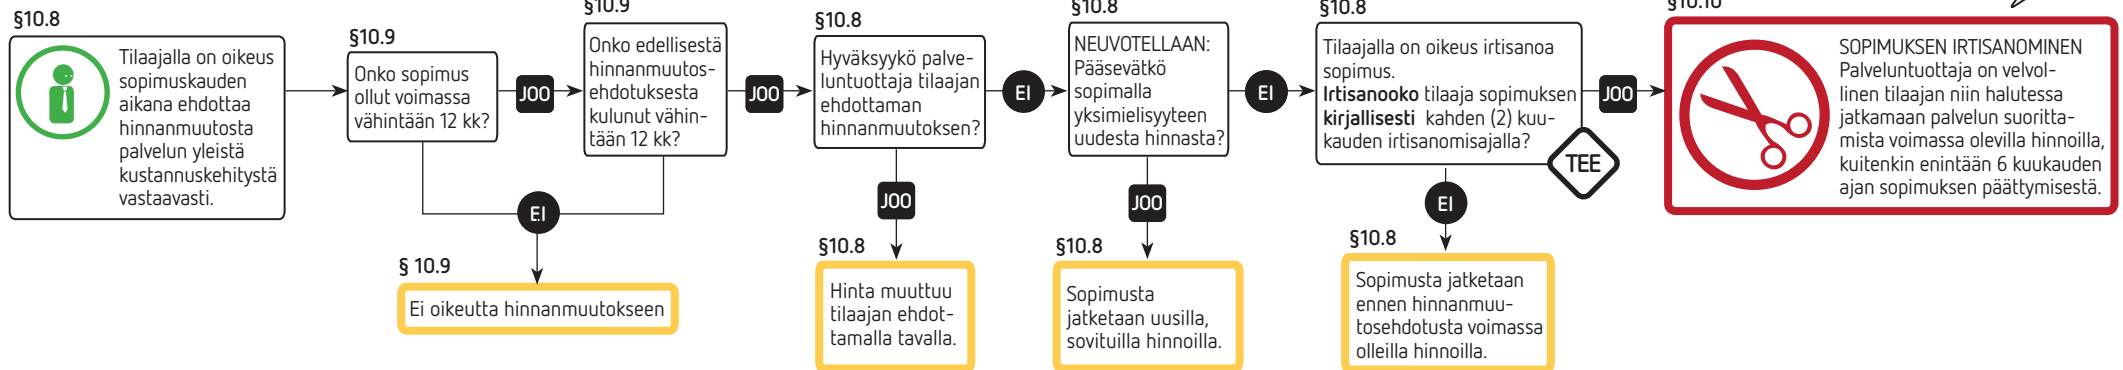 §10.8
Tilaajalla on oikeus
sopimuskauden
aikana ehdottaa
hinnanmuutosta
palvelun yleistä
kustannuskehitystä
vastaavasti.
§10.9
Onko sopimus
ollut voimassa
vähintään 12 kk?
JOO
§10.9
Onko edellisestä
hinnanmuutos-
ehdotuksesta
kulunut vähin-
tään 12 kk?
EI
§ 10.9
Ei oikeutta hinnanmuutokseen
JOO
§10.8
Hyväksyykö palve-
luntuottaja tilaajan
ehdottaman
hinnanmuutoksen?
JOO
§10.8
Hinta muuttuu
tilaajan ehdot-
tamalla tavalla.
EI
§10.8
NEUVOTELLAAN:
Pääsevätkö
sopimalla
yksimielisyyteen
uudesta hinnasta?
JOO
§10.8
Sopimusta
jatketaan uusilla,
sovituilla hinnoilla.
EI
§10.8
Tilaajalla on oikeus irtisanoa
sopimus.
Irtisanooko tilaaja sopimuksen
kirjallisesti kahden (2) kuu-
kauden irtisanomisajalla?
TEE
EI
§10.8
Sopimusta jatketaan
ennen hinnanmuu-
tosehdotusta voimassa
olleilla hinnoilla.
JOO
§10.10
SOPIMUKSEN IRTISANOMINEN
Palveluntuottaja on velvol-
linen tilaajan niin halutessa
jatkamaan palvelun suoritta-
mista voimassa olevilla hinnoilla,
kuitenkin enintään 6 kuukauden
ajan sopimuksen päättymisestä.